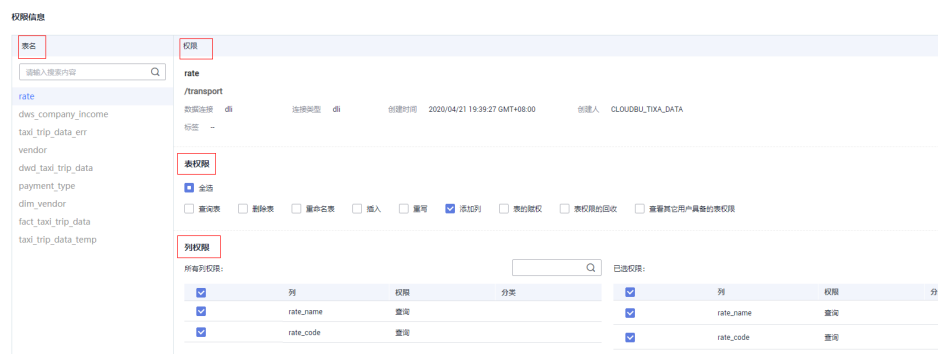 权限信息
表名
请输入搜索内容
rate
dws_company_income
taxi_trip_data_err
vendor
dwd_taxi_trip_data
payment_type
dim_vendor
fact_taxi_trip_data
taxi_trip_data_temp
权限
rate
/transport
数据连接 dli 连接类型 dli 创建时间 2020/04/21 19:39:27 GMT+08:00 创建人 CLOUDBU_TIXA_DATA
标签 --
表权限
全选
查询表 删除表 重命名表 插入 重写 添加列 表的赋权 表权限的回收 查看其它用户具备的表权限
列权限
所有列权限: 已选权限:
列 权限 分类 列 权限 分
rate_name 查询 rate_name 查询
rate_code 查询 rate_code 查询